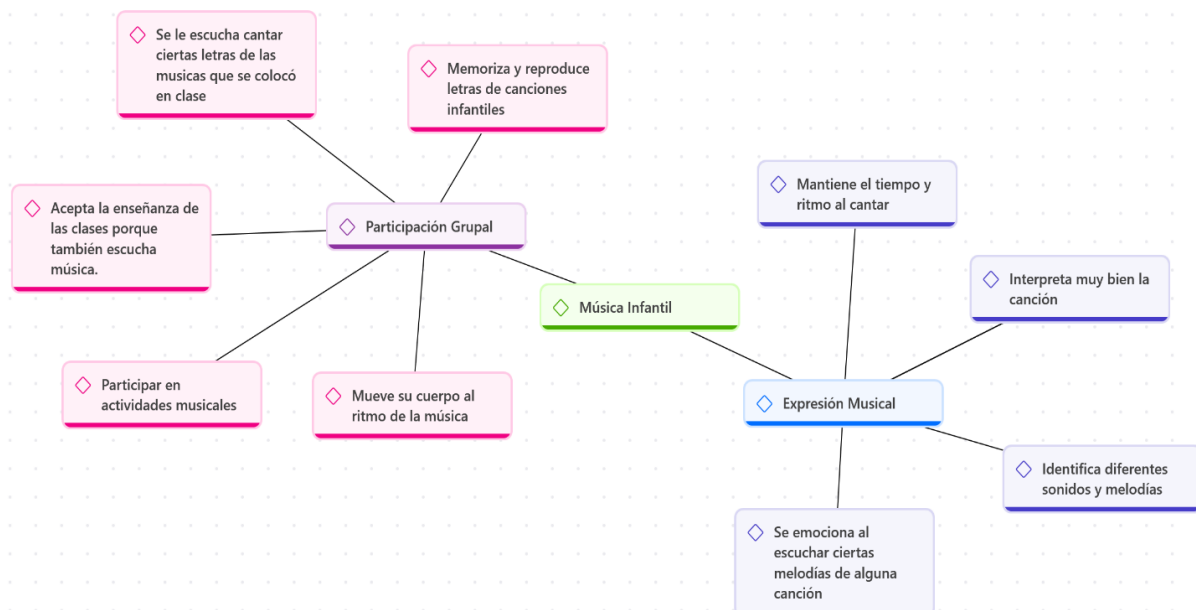 Se le escucha cantar
ciertas letras de las
musicas que se colocó
en clase
Memoriza y reproduce
letras de canciones
infantiles
Acepta la enseñanza de
las clases porque
también escucha
música.
Participación Grupal
Participar en
actividades musicales
Mueve su cuerpo al
ritmo de la música
Música Infantil
Mantiene el tiempo y
ritmo al cantar
Interpreta muy bien la
canción
Expresión Musical
Identifica diferentes
sonidos y melodías
Se emociona al
escuchar ciertas
melodías de alguna
canción